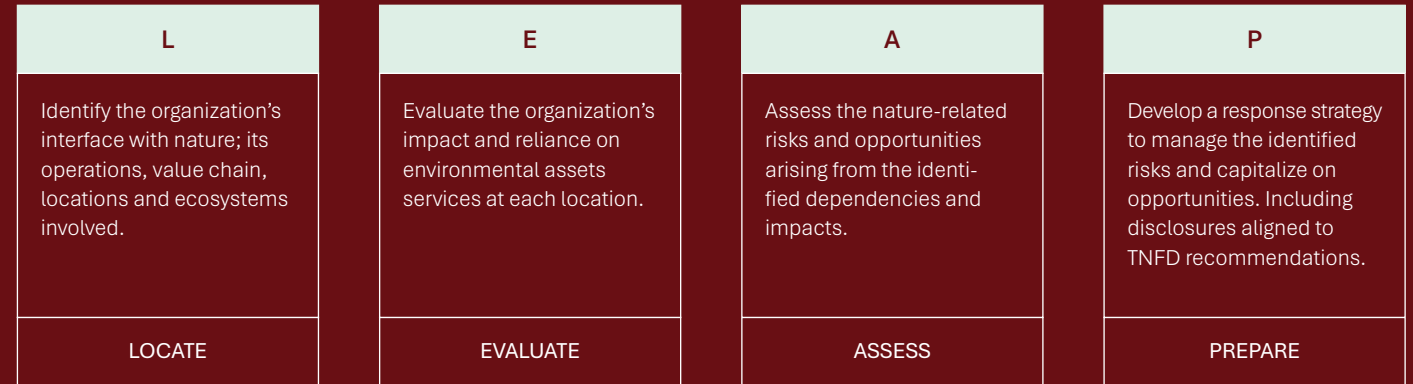 L
Identify the organization’s
interface with nature; its
operations, value chain,
locations and ecosystems
involved.
LOCATE
E
Evaluate the organization’s
impact and reliance on
environmental assets
services at each location.
EVALUATE
A
Assess the nature-related
risks and opportunities
arising from the identi-
fied dependencies and
impacts.
ASSESS
P
Develop a response strategy
to manage the identified
risks and capitalize on
opportunities. Including
disclosures aligned to
TNFD recommendations.
PREPARE